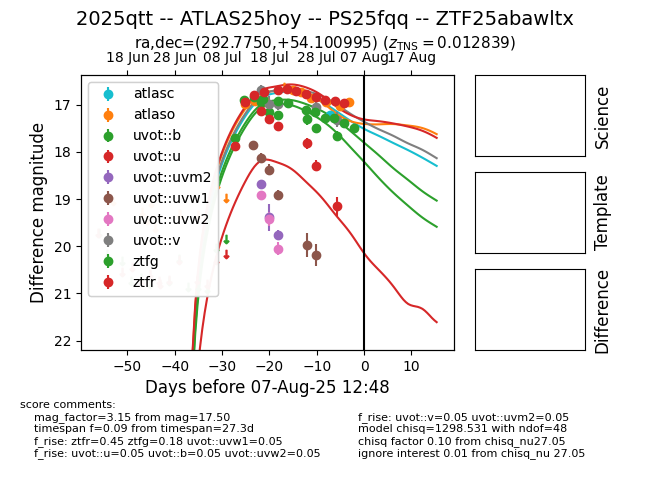 2025qtt -- ATLAS25hoy -- PS25fqq -- ZTF25abawltx
ra,dec=(292.7750,+54.100995) (z_TNS = 0.012839)
18 Jun 28 Jun 08 Jul 18 Jul 28 Jul 07 Aug 17 Aug
atlasc
atlaso
uvot::b
uvot::u
uvot::uvm2
uvot::uvw1
uvot::uvw2
uvot::v
ztfg
ztfr
17
18
19
20
21
22
Difference magnitude
−50 −40 −30 −20 −10 0 10
Days before 07-Aug-25 12:48
Science
Template
Difference
score comments:
mag_factor=3.15 from mag=17.50
timespan f=0.09 from timespan=27.3d
f_rise: ztfr=0.45 ztfg=0.18 uvot::uvw1=0.05
f_rise: uvot::u=0.05 uvot::b=0.05 uvot::uvw2=0.05
f_rise: uvot::v=0.05 uvot::uvm2=0.05
model chisq=1298.531 with ndof=48
chisq factor 0.10 from chisq_nu27.05
ignore interest 0.01 from chisq_nu 27.05